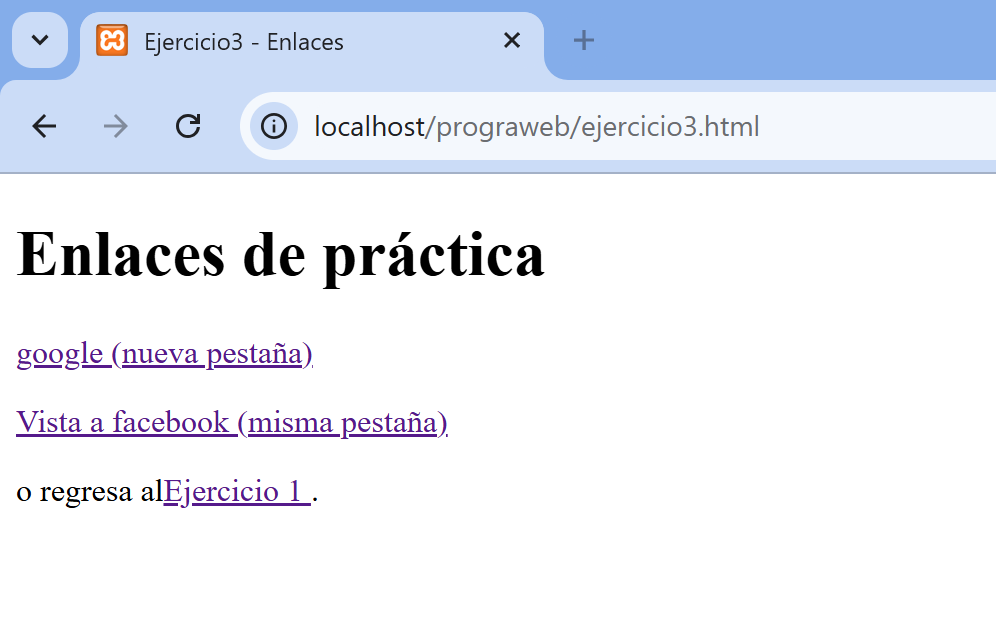 Ejercicio3 - Enlaces
localhost/prograweb/ejercicio3.html
Enlaces de práctica
google (nueva pestaña)
Vista a facebook (misma pestaña)
o regresa alEjercicio 1 .